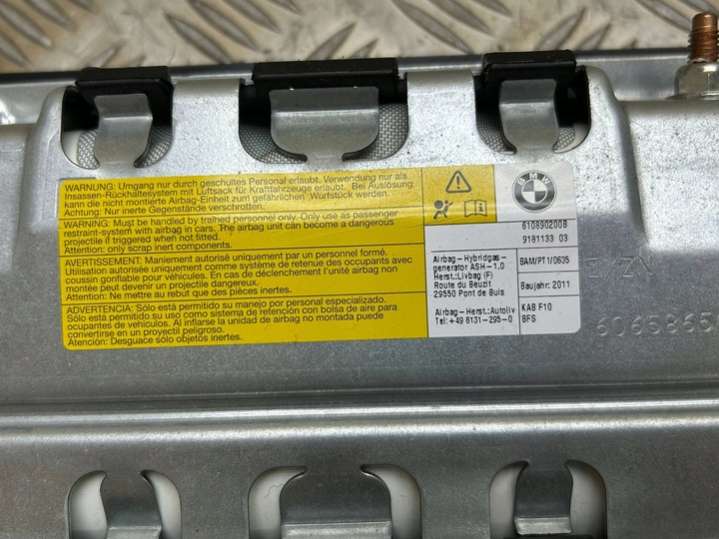 WARNUNG: Umgang nur durch geschultes Personal erlaubt. Verwendung nur als
Insassen-Rückhaltesystem mit Luftsack für Kraftfahrzeuge erlaubt. Bei Auslösung
kann die nicht montierte Airbag-Einheit zum gefährlichen Wurfstück werden.
Achtung: Nur inerte Gegenstände verschrotten.
WARNING: Must be handled by trained personnel only. Only use as passenger
restraint-system with airbag in cars. The airbag unit can become a dangerous
projectile if triggered when not fitted.
Attention: only scrap inert components.
AVERTISSEMENT: Maniement autorisé uniquement par un personnel formé.
Utilisation autorisée uniquement comme système de retenue des occupants avec
coussin gonflable pour véhicules. En cas de déclenchement l'unité airbag non
montée peut devenir un projectile dangereux.
Attention: Ne mettre au rebut que des pièces inertes.
ADVERTENCIA: Sólo está permitido su manejo por personal especializado.
Sólo está permitido su uso como sistema de retención con bolsa de aire para
ocupantes de vehículos. Al inflarse la unidad de airbag no montada puede
convertirse en un proyectil peligroso.
Atención: Desguace sólo objetos inertes.
BMW
6108902008
9181133 03
Airbag-Hybridgas-
generator ASH-1.0
Herst.:Livbag (F)
Route du Beuzit
29550 Pont de Buis
BAM/PT1/0635
Baujahr: 2011
Airbag-Herst.:Autoliv
Tel:+49 8131-295-0
KAB F10
BFS